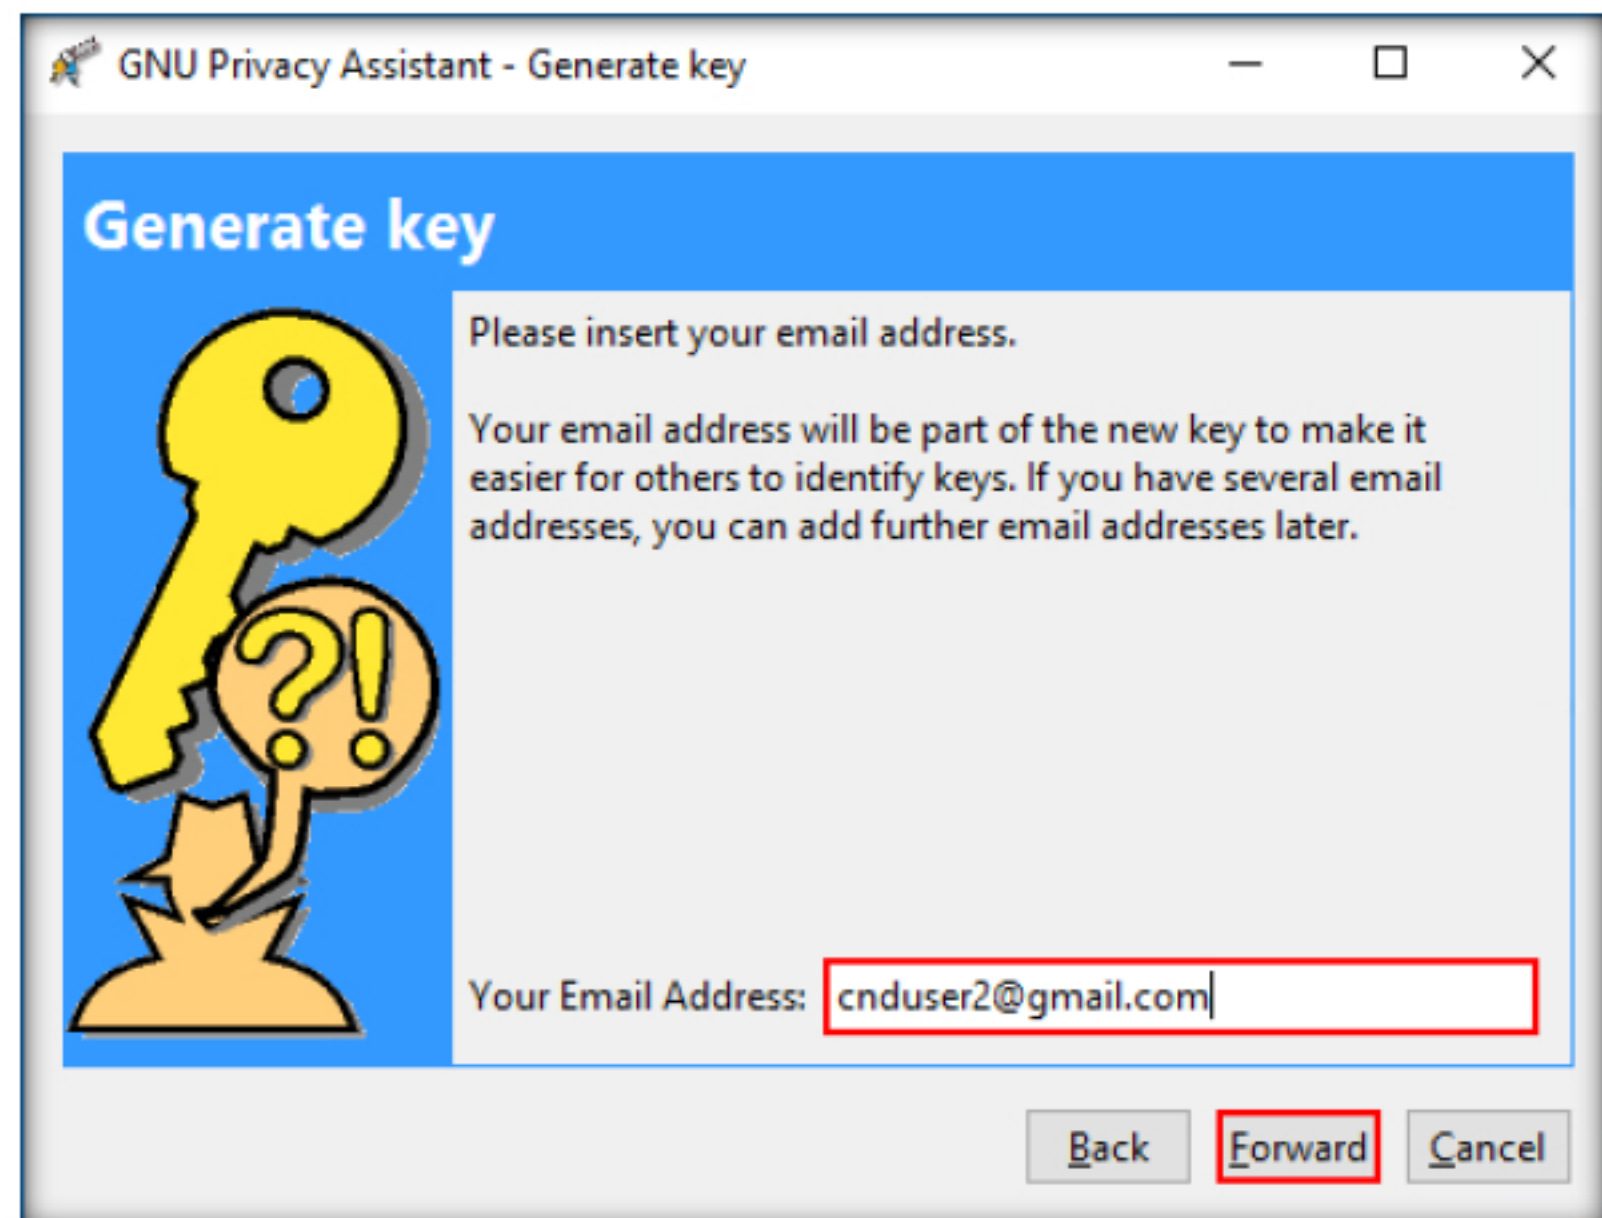 GNU Privacy Assistant - Generate key
Generate key
Please insert your email address.
Your email address will be part of the new key to make it
easier for others to identify keys. If you have several email
addresses, you can add further email addresses later.
?!
Your Email Address: cnduser2@gmail.com
Back Forward Cancel